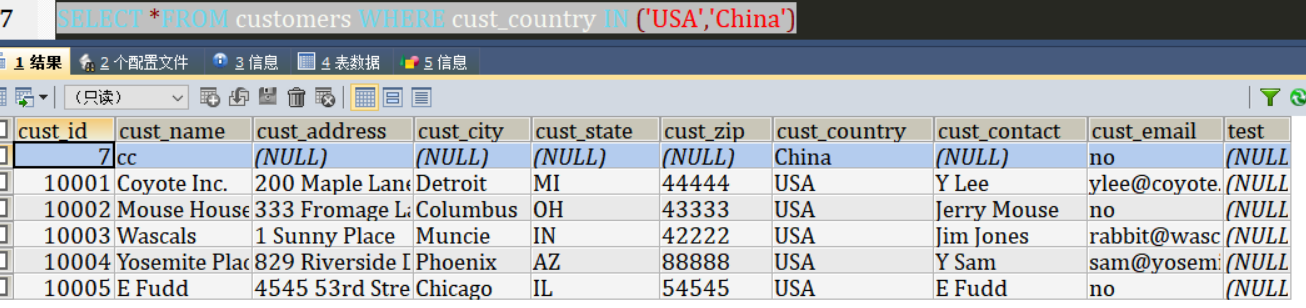 7 SELECT *FROM customers WHERE cust_country IN ('USA','China')
1 结果 2 个配置文件 3 信息 4 表数据 5 信息
（只读）
cust_id cust_name cust_address cust_city cust_state cust_zip cust_country cust_contact cust_email test
7 cc (NULL) (NULL) (NULL) (NULL) China (NULL) no (NULL
10001 Coyote Inc. 200 Maple Lane Detroit MI 44444 USA Y Lee ylee@coyote. (NULL
10002 Mouse House 333 Fromage La Columbus OH 43333 USA Jerry Mouse no (NULL
10003 Wascals 1 Sunny Place Muncie IN 42222 USA Jim Jones rabbit@wasc (NULL
10004 Yosemite Plac 829 Riverside D Phoenix AZ 88888 USA Y Sam sam@yosemi (NULL
10005 E Fudd 4545 53rd Stre Chicago IL 54545 USA E Fudd no (NULL